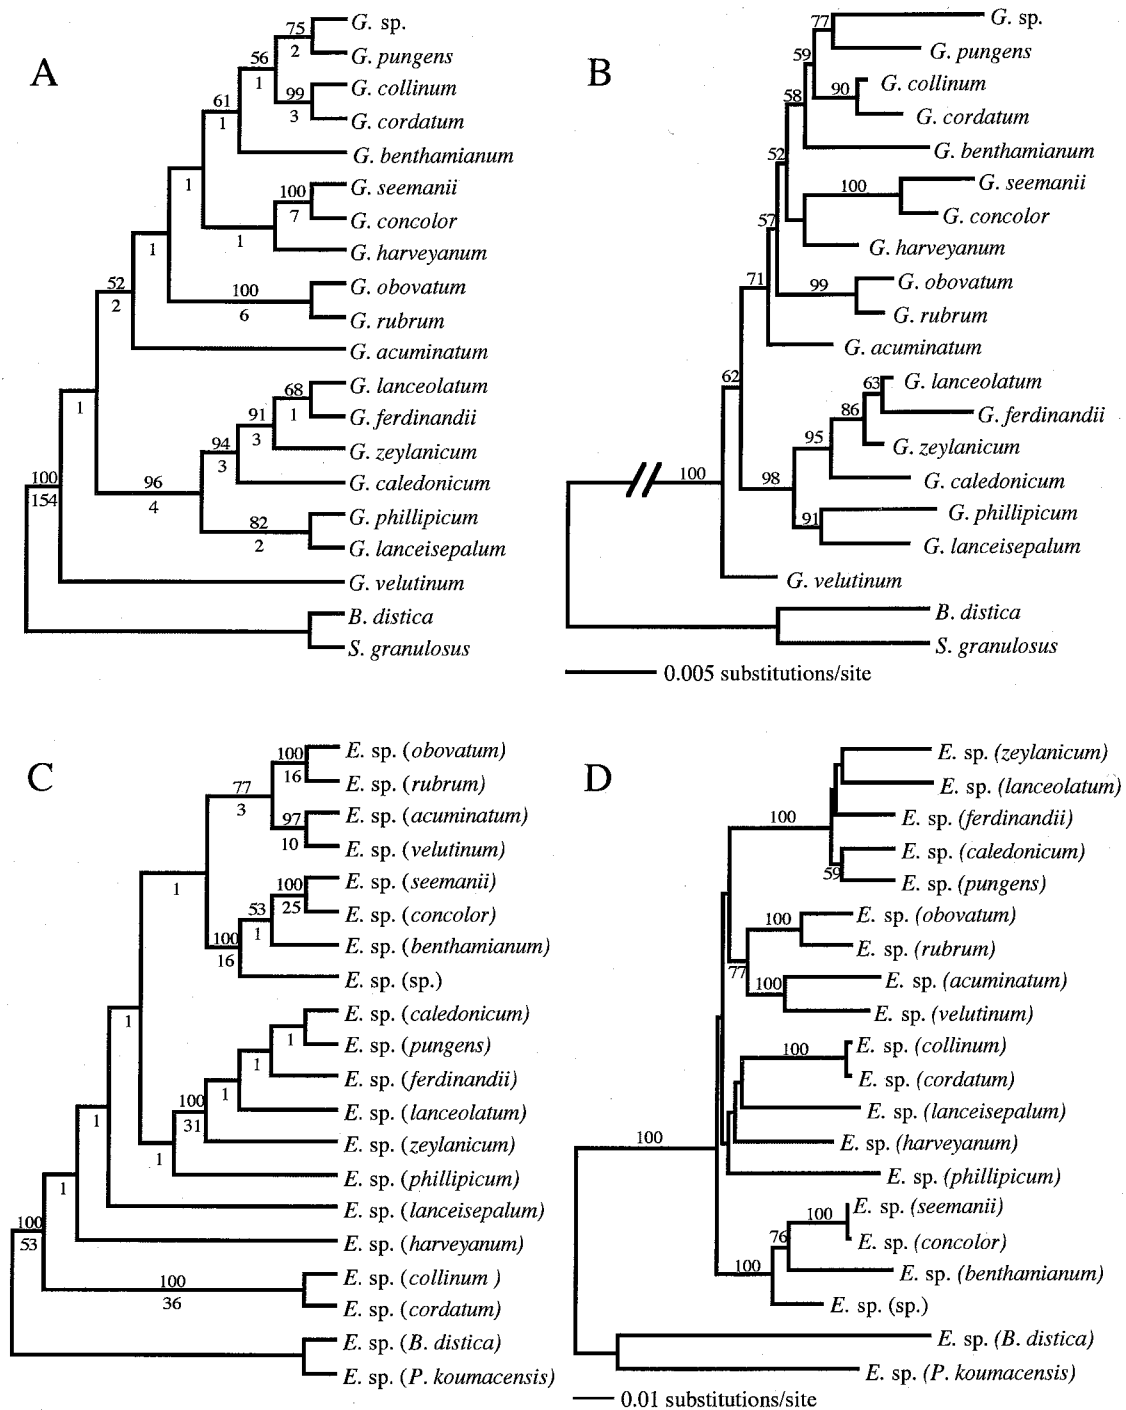 A
75
2
G. sp.
G. pungens
56
1
99
3
G. collinum
G. cordatum
61
1
G. benthamianum
1
100
7
G. seemanii
G. concolor
1
G. harveyanum
1
100
6
G. obovatum
G. rubrum
52
2
G. acuminatum
1
68
1
G. lanceolatum
G. ferdinandii
91
3
G. zeylanicum
94
3
G. caledonicum
96
4
82
2
G. phillipicum
G. lanceisepalum
100
154
G. velutinum
B. distica
S. granulosus
B
77
G. sp.
G. pungens
59
90
G. collinum
G. cordatum
58
G. benthamianum
52
100
G. seemanii
G. concolor
G. harveyanum
57
99
G. obovatum
G. rubrum
71
G. acuminatum
62
63
G. lanceolatum
G. ferdinandii
86
G. zeylanicum
95
G. caledonicum
98
91
G. phillipicum
G. lanceisepalum
100
G. velutinum
B. distica
S. granulosus
0.005 substitutions/site
C
100
16
E. sp. (obovatum)
E. sp. (rubrum)
77
3
97
10
E. sp. (acuminatum)
E. sp. (velutinum)
1
100
25
E. sp. (seemanii)
E. sp. (concolor)
53
1
E. sp. (benthamianum)
100
16
E. sp. (sp.)
1
1
E. sp. (caledonicum)
E. sp. (pungens)
1
E. sp. (ferdinandii)
1
E. sp. (lanceolatum)
100
31
E. sp. (zeylanicum)
1
E. sp. (phillipicum)
1
E. sp. (lanceisepalum)
1
E. sp. (harveyanum)
100
53
100
36
E. sp. (collinum )
E. sp. (cordatum)
E. sp. (B. distica)
E. sp. (P. koumacensis)
D
E. sp. (zeylanicum)
E. sp. (lanceolatum)
100
E. sp. (ferdinandii)
59
E. sp. (caledonicum)
E. sp. (pungens)
100
E. sp. (obovatum)
E. sp. (rubrum)
77
100
E. sp. (acuminatum)
E. sp. (velutinum)
100
E. sp. (collinum)
E. sp. (cordatum)
E. sp. (lanceisepalum)
E. sp. (harveyanum)
E. sp. (phillipicum)
100
100
E. sp. (seemanii)
E. sp. (concolor)
76
E. sp. (benthamianum)
100
E. sp. (sp.)
E. sp. (B. distica)
E. sp. (P. koumacensis)
0.01 substitutions/site